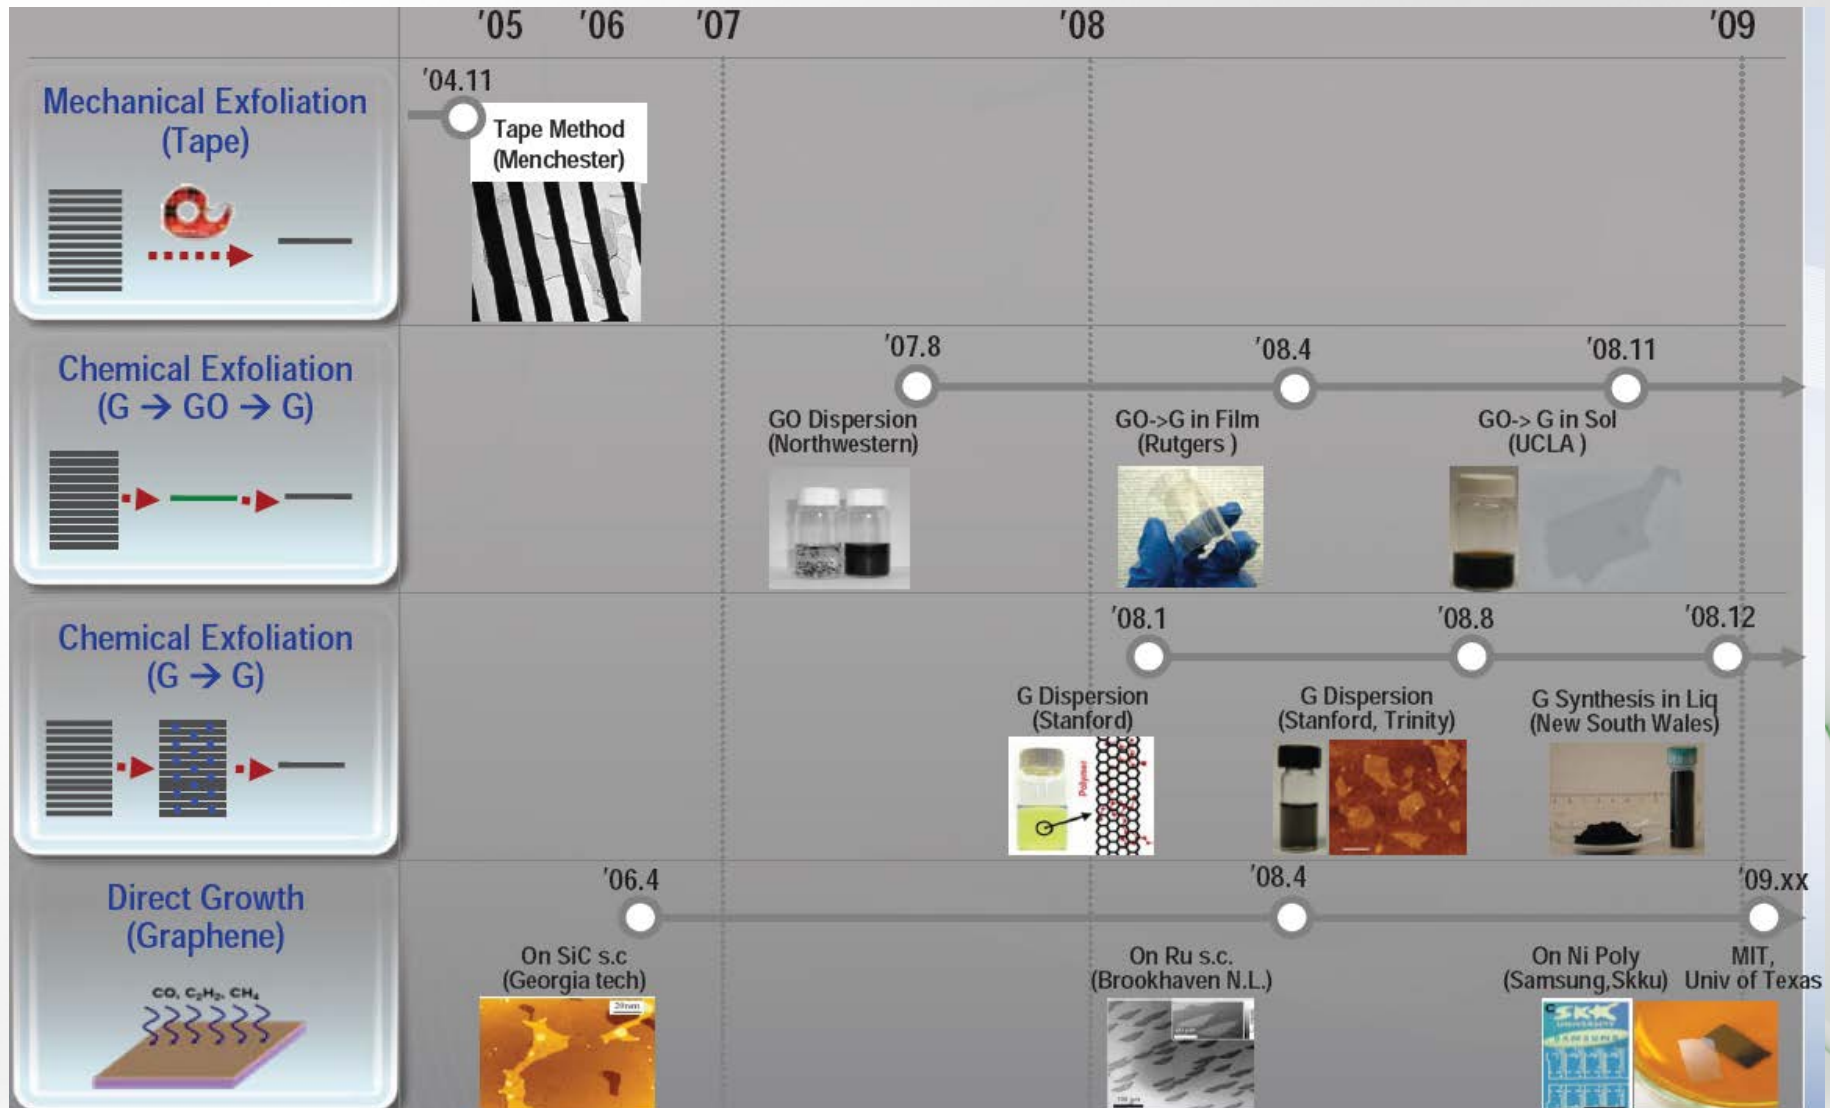 '05 '06 '07 '08 '09
Mechanical Exfoliation
(Tape)
'04.11
Tape Method
(Menchester)
Chemical Exfoliation
(G → GO → G)
'07.8
GO Dispersion
(Northwestern)
'08.4
GO->G in Film
(Rutgers )
'08.11
GO-> G in Sol
(UCLA )
Chemical Exfoliation
(G → G)
'08.1
G Dispersion
(Stanford)
Polymer
'08.8
G Dispersion
(Stanford, Trinity)
'08.12
G Synthesis in Liq
(New South Wales)
Direct Growth
(Graphene)
CO, C₂H₂, CH₄
'06.4
On SiC s.c
(Georgia tech)
20nm
'08.4
On Ru s.c.
(Brookhaven N.L.)
'09.xx
On Ni Poly
(Samsung,Skku)
MIT,
Univ of Texas
C
SKK
UNIVERSITY
SAMSUNG